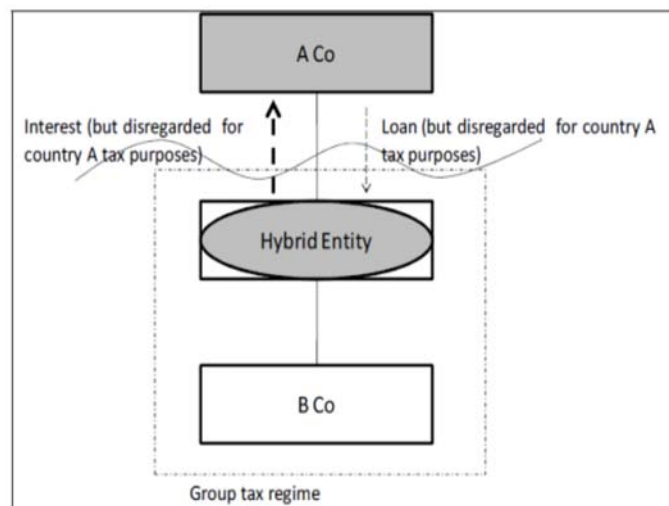 A Co
Interest (but disregarded for
country A tax purposes)
Loan (but disregarded for country A
tax purposes)
Hybrid Entity
B Co
Group tax regime